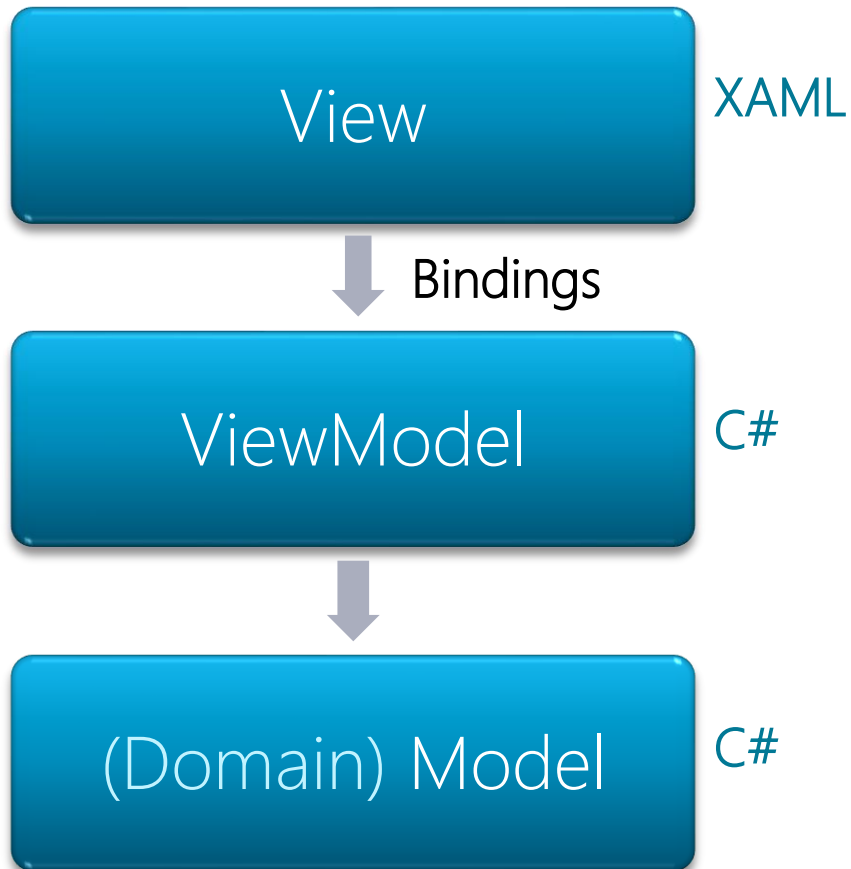 View
XAML
Bindings
ViewModel
C#
(Domain) Model
C#